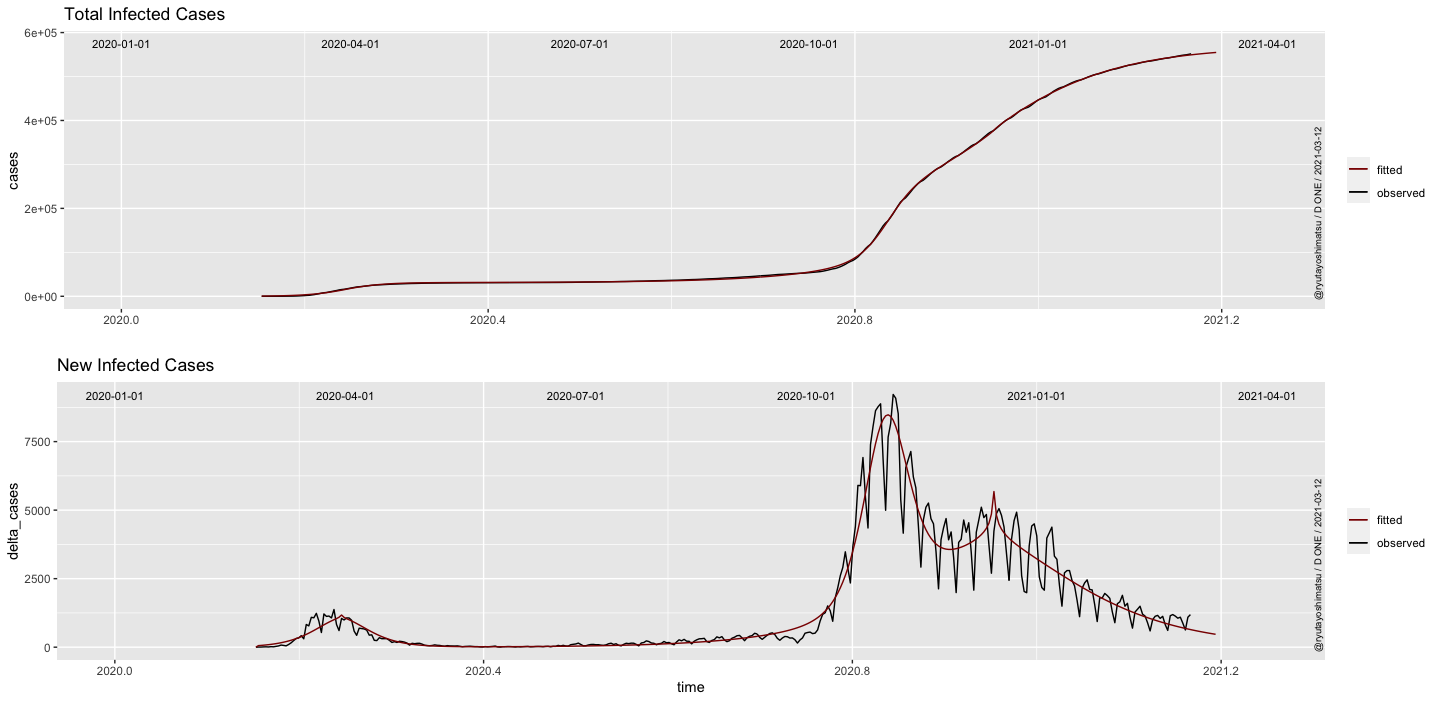 Total Infected Cases
6e+05
2020-01-01 2020-04-01 2020-07-01 2020-10-01 2021-01-01 2021-04-01
4e+05
cases
2e+05
0e+00
2020.0 2020.4 2020.8 2021.2
@ryutayoshimatsu / D ONE / 2021-03-12
fitted
observed
New Infected Cases
2020-01-01 2020-04-01 2020-07-01 2020-10-01 2021-01-01 2021-04-01
7500
5000
delta_cases
2500
0
2020.0 2020.4 2020.8 2021.2
time
@ryutayoshimatsu / D ONE / 2021-03-12
fitted
observed